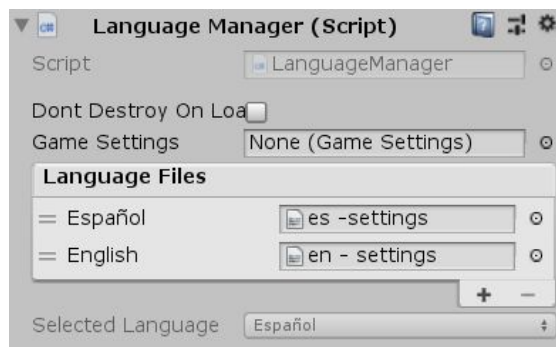 Language Manager (Script)
Script LanguageManager
Dont Destroy On Loa
Game Settings None (Game Settings)
Language Files
Español es -settings
English en - settings
+ −
Selected Language Español